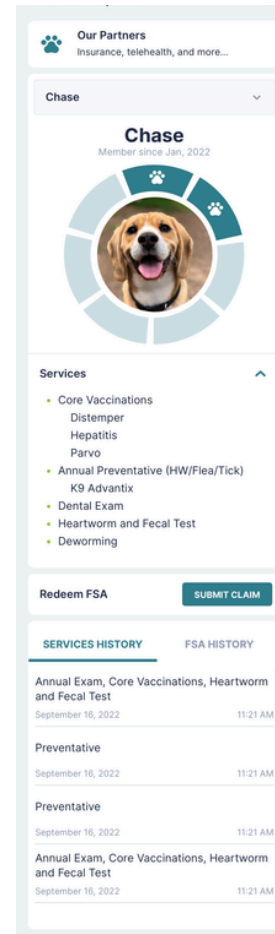 Our Partners
Insurance, telehealth, and more...
Chase
Chase
Member since Jan, 2022
Services
Core Vaccinations
Distemper
Hepatitis
Parvo
Annual Preventative (HW/Flea/Tick)
K9 Advantix
Dental Exam
Heartworm and Fecal Test
Deworming
Redeem FSA
SUBMIT CLAIM
SERVICES HISTORY FSA HISTORY
Annual Exam, Core Vaccinations, Heartworm
and Fecal Test
September 16, 2022 11:21 AM
Preventative
September 16, 2022 11:21 AM
Preventative
September 16, 2022 11:21 AM
Annual Exam, Core Vaccinations, Heartworm
and Fecal Test
September 16, 2022 11:21 AM